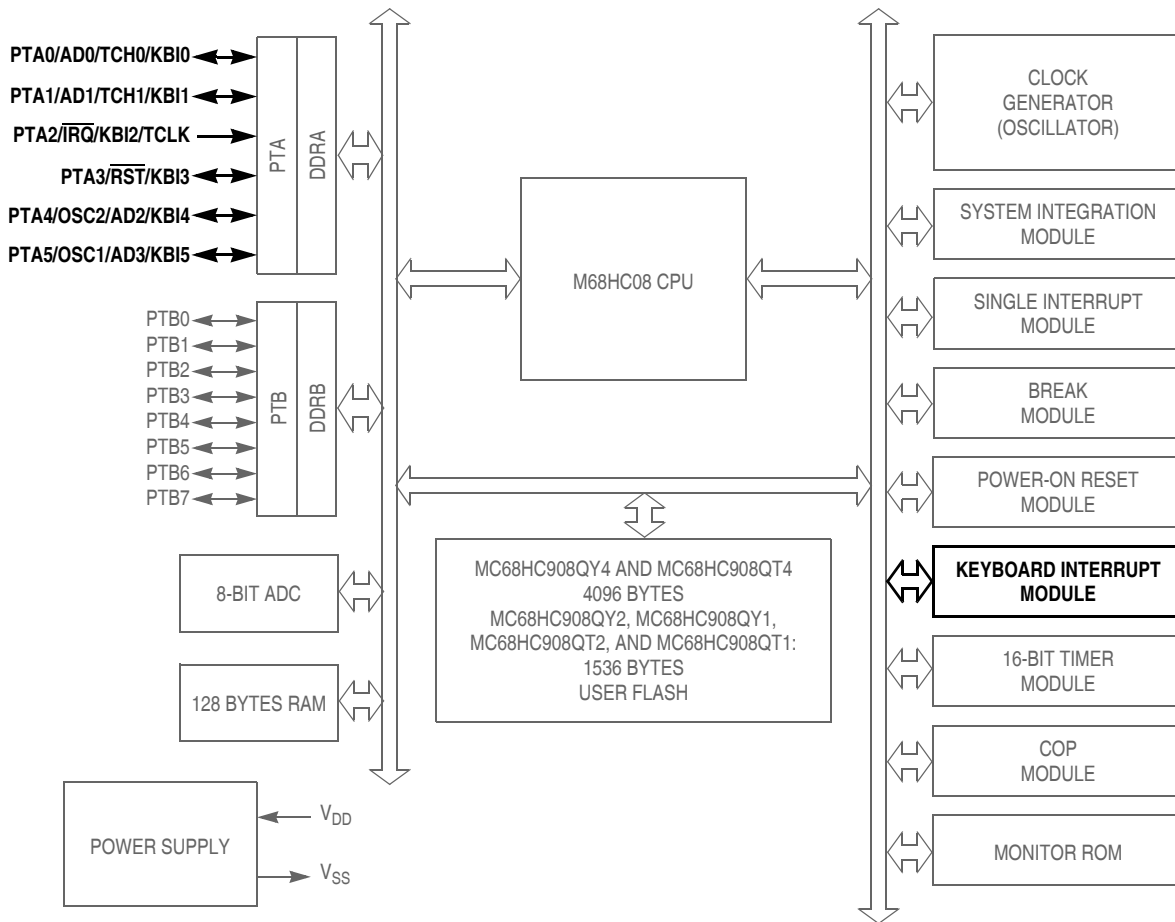 PTA0/AD0/TCH0/KBI0
PTA1/AD1/TCH1/KBI1
PTA2/IRQ/KBI2/TCLK
PTA3/RST/KBI3
PTA4/OSC2/AD2/KBI4
PTA5/OSC1/AD3/KBI5
PTA
DDRA
PTB0
PTB1
PTB2
PTB3
PTB4
PTB5
PTB6
PTB7
PTB
DDRB
8-BIT ADC
128 BYTES RAM
POWER SUPPLY
VDD
VSS
M68HC08 CPU
MC68HC908QY4 AND MC68HC908QT4
4096 BYTES
MC68HC908QY2, MC68HC908QY1,
MC68HC908QT2, AND MC68HC908QT1:
1536 BYTES
USER FLASH
CLOCK
GENERATOR
(OSCILLATOR)
SYSTEM INTEGRATION
MODULE
SINGLE INTERRUPT
MODULE
BREAK
MODULE
POWER-ON RESET
MODULE
KEYBOARD INTERRUPT
MODULE
16-BIT TIMER
MODULE
COP
MODULE
MONITOR ROM